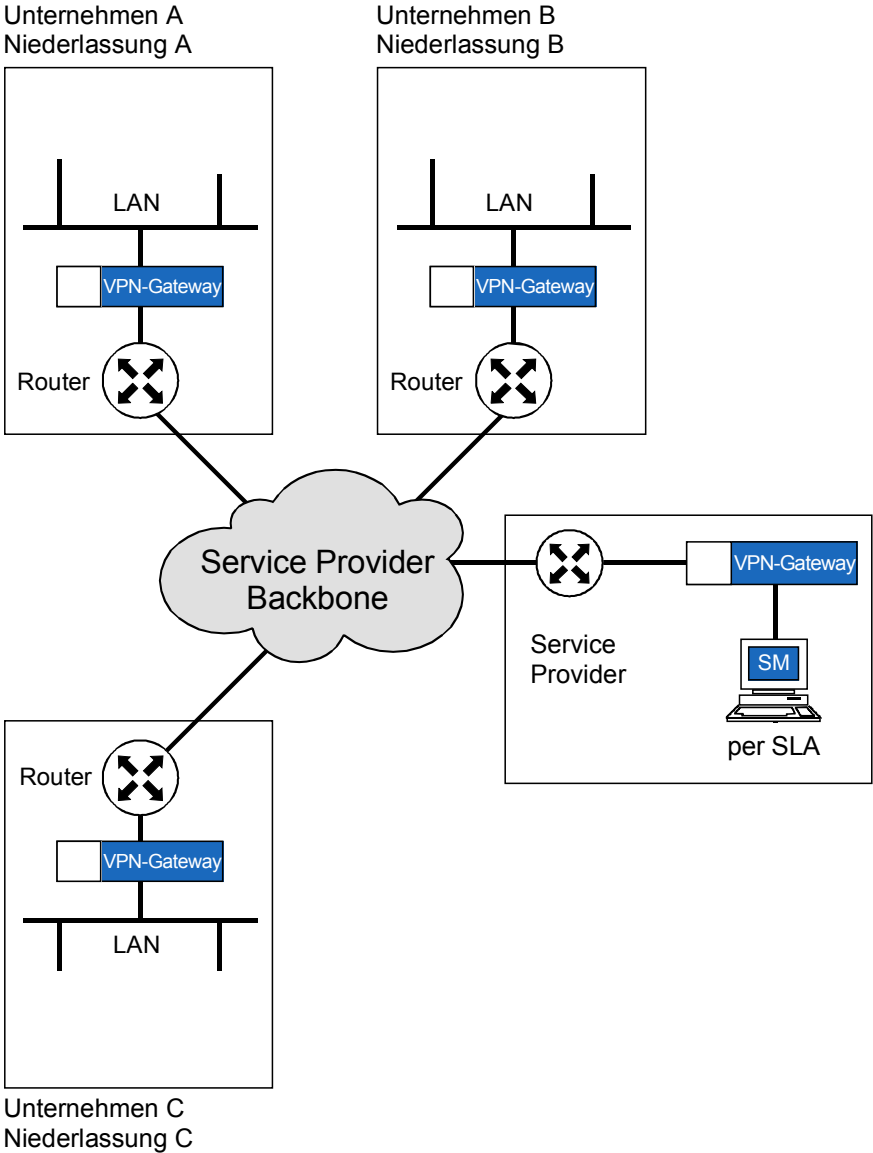 Unternehmen A
Niederlassung A
Unternehmen B
Niederlassung B
LAN
VPN-Gateway
Router
LAN
VPN-Gateway
Router
Service Provider
Backbone
VPN-Gateway
Service
Provider
SM
per SLA
Router
VPN-Gateway
LAN
Unternehmen C
Niederlassung C